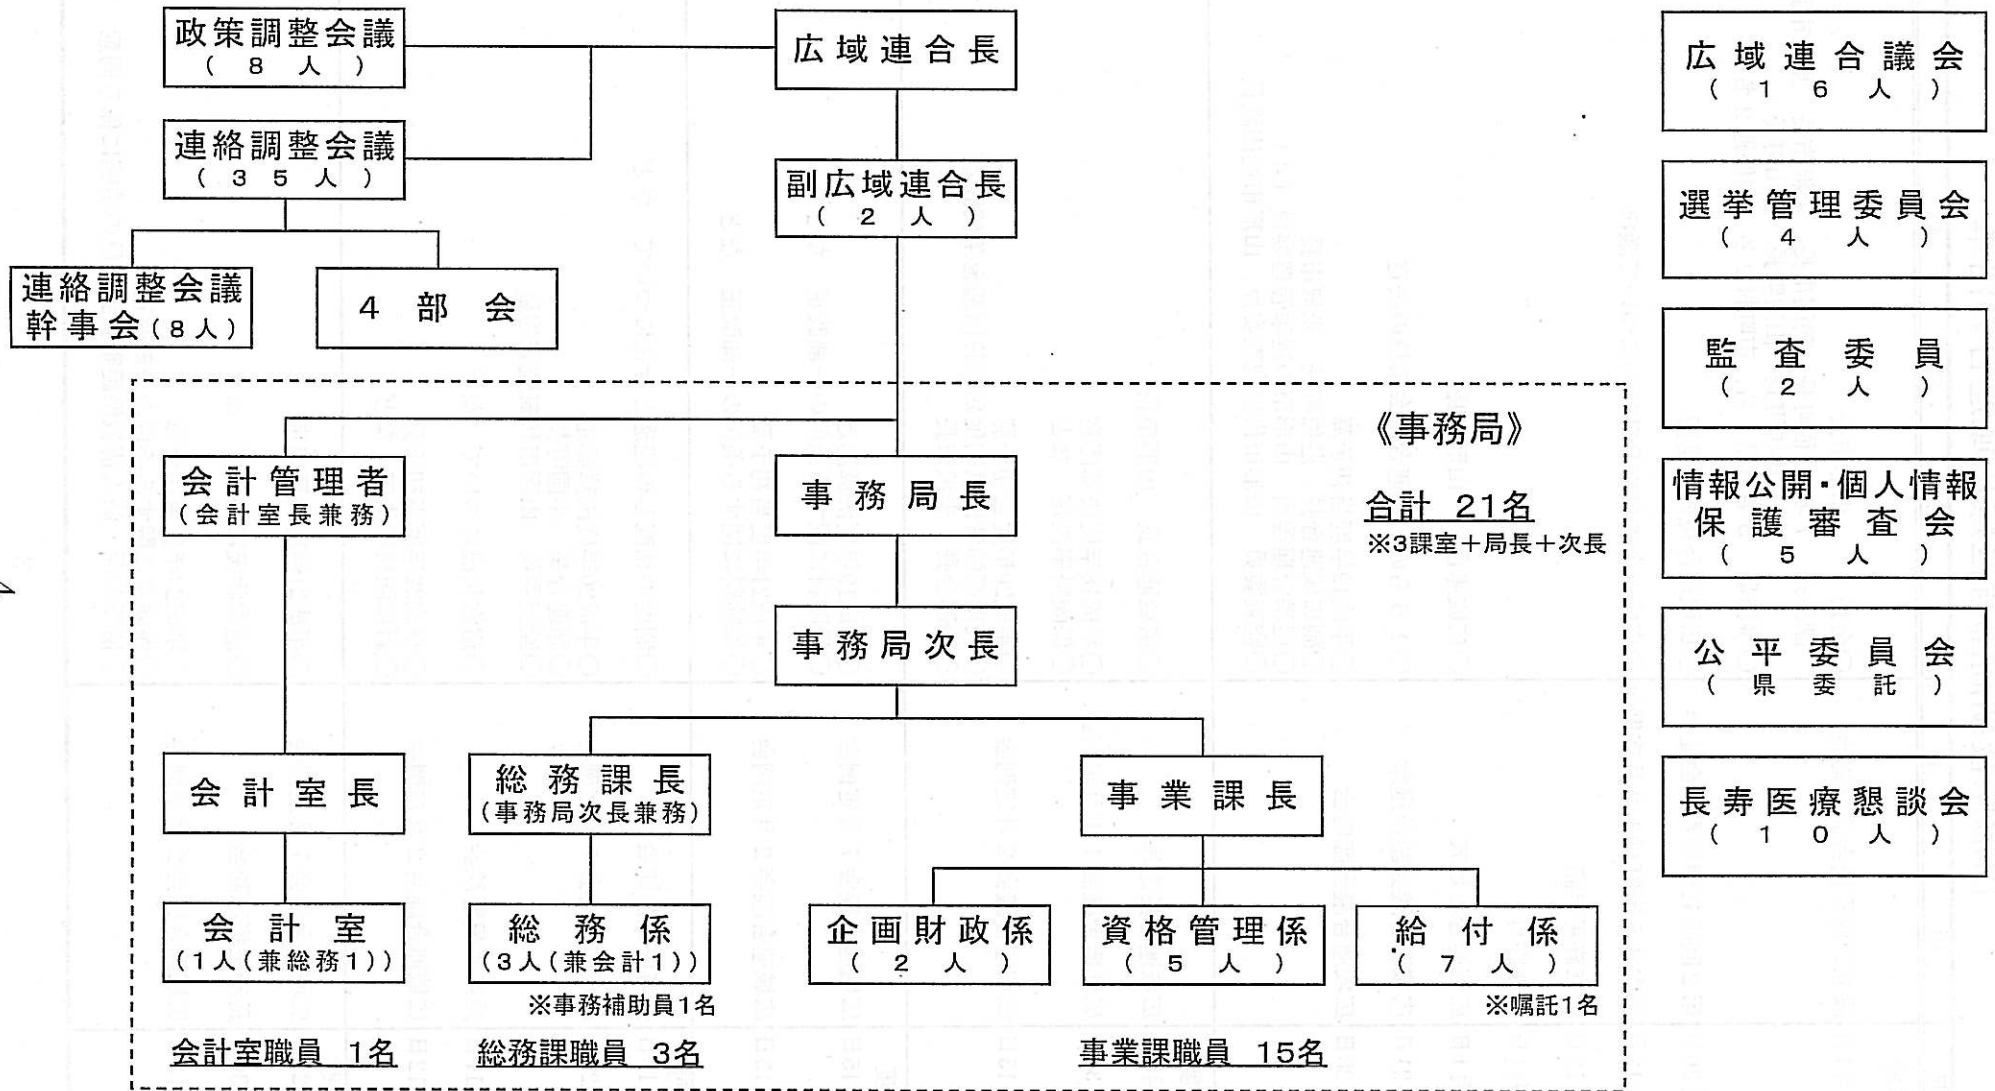 政策調整会議
(8人)
広域連合長
連絡調整会議
(35人)
副広域連合長
(2人)
連絡調整会議
幹事会(8人)
4部会
《事務局》
合計 21名
※3課室+局長+次長
会計管理者
(会計室長兼務)
事務局長
事務局次長
会計室長
総務課長
(事務局次長兼務)
事業課長
会計室
(1人(兼総務1))
総務係
(3人(兼会計1))
※事務補助員1名
企画財政係
(2人)
資格管理係
(5人)
給付係
(7人)
※嘱託1名
会計室職員 1名
総務課職員 3名
事業課職員 15名
広域連合議会
(16人)
選挙管理委員会
(4人)
監査委員
(2人)
情報公開・個人情報
保護審査会
(5人)
公平委員会
(県委託)
長寿医療懇談会
(10人)
4